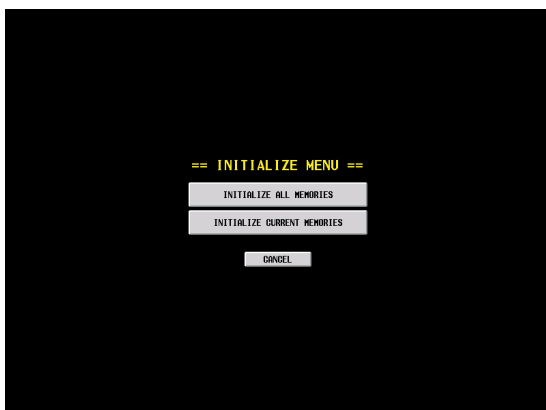 == INITIALIZE MENU ==
INITIALIZE ALL MEMORIES
INITIALIZE CURRENT MEMORIES
CANCEL